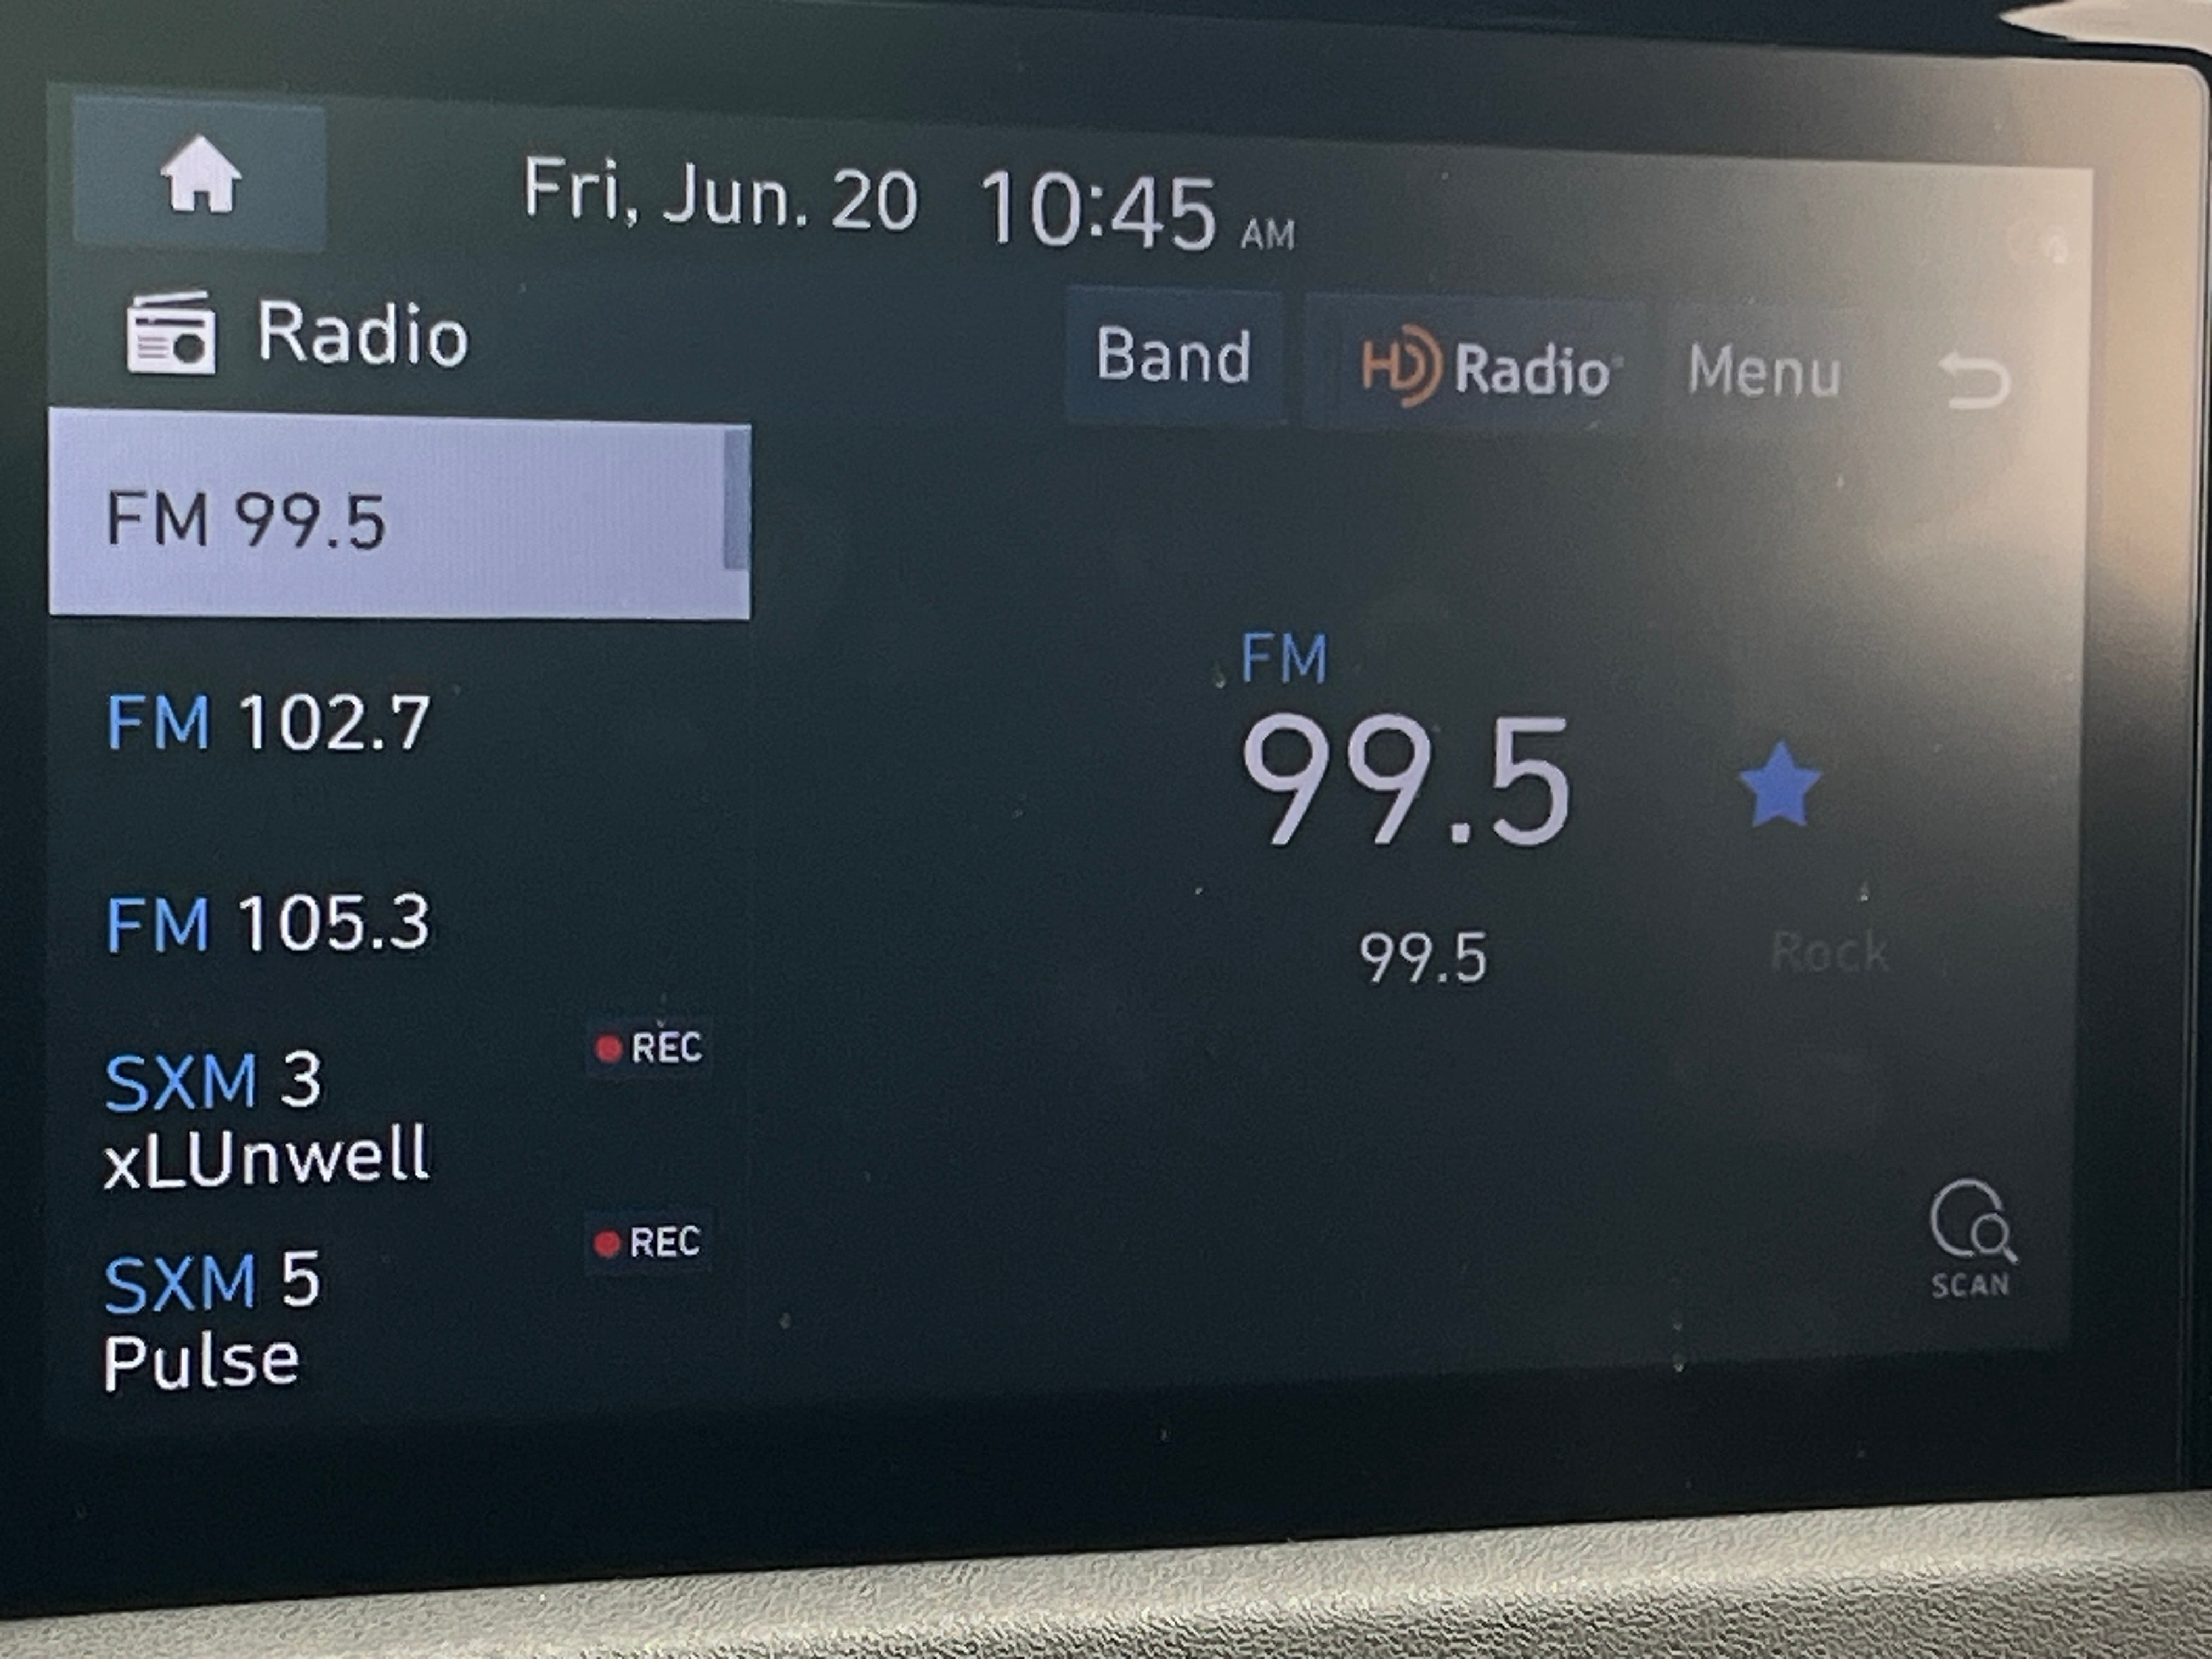 Fri, Jun. 20 10:45 AM
Radio
Band HD Radio Menu
FM 99.5
FM 102.7
FM 105.3
SXM 3 REC
xLUnwell
SXM 5 REC
Pulse
FM
99.5
99.5 Rock
SCAN